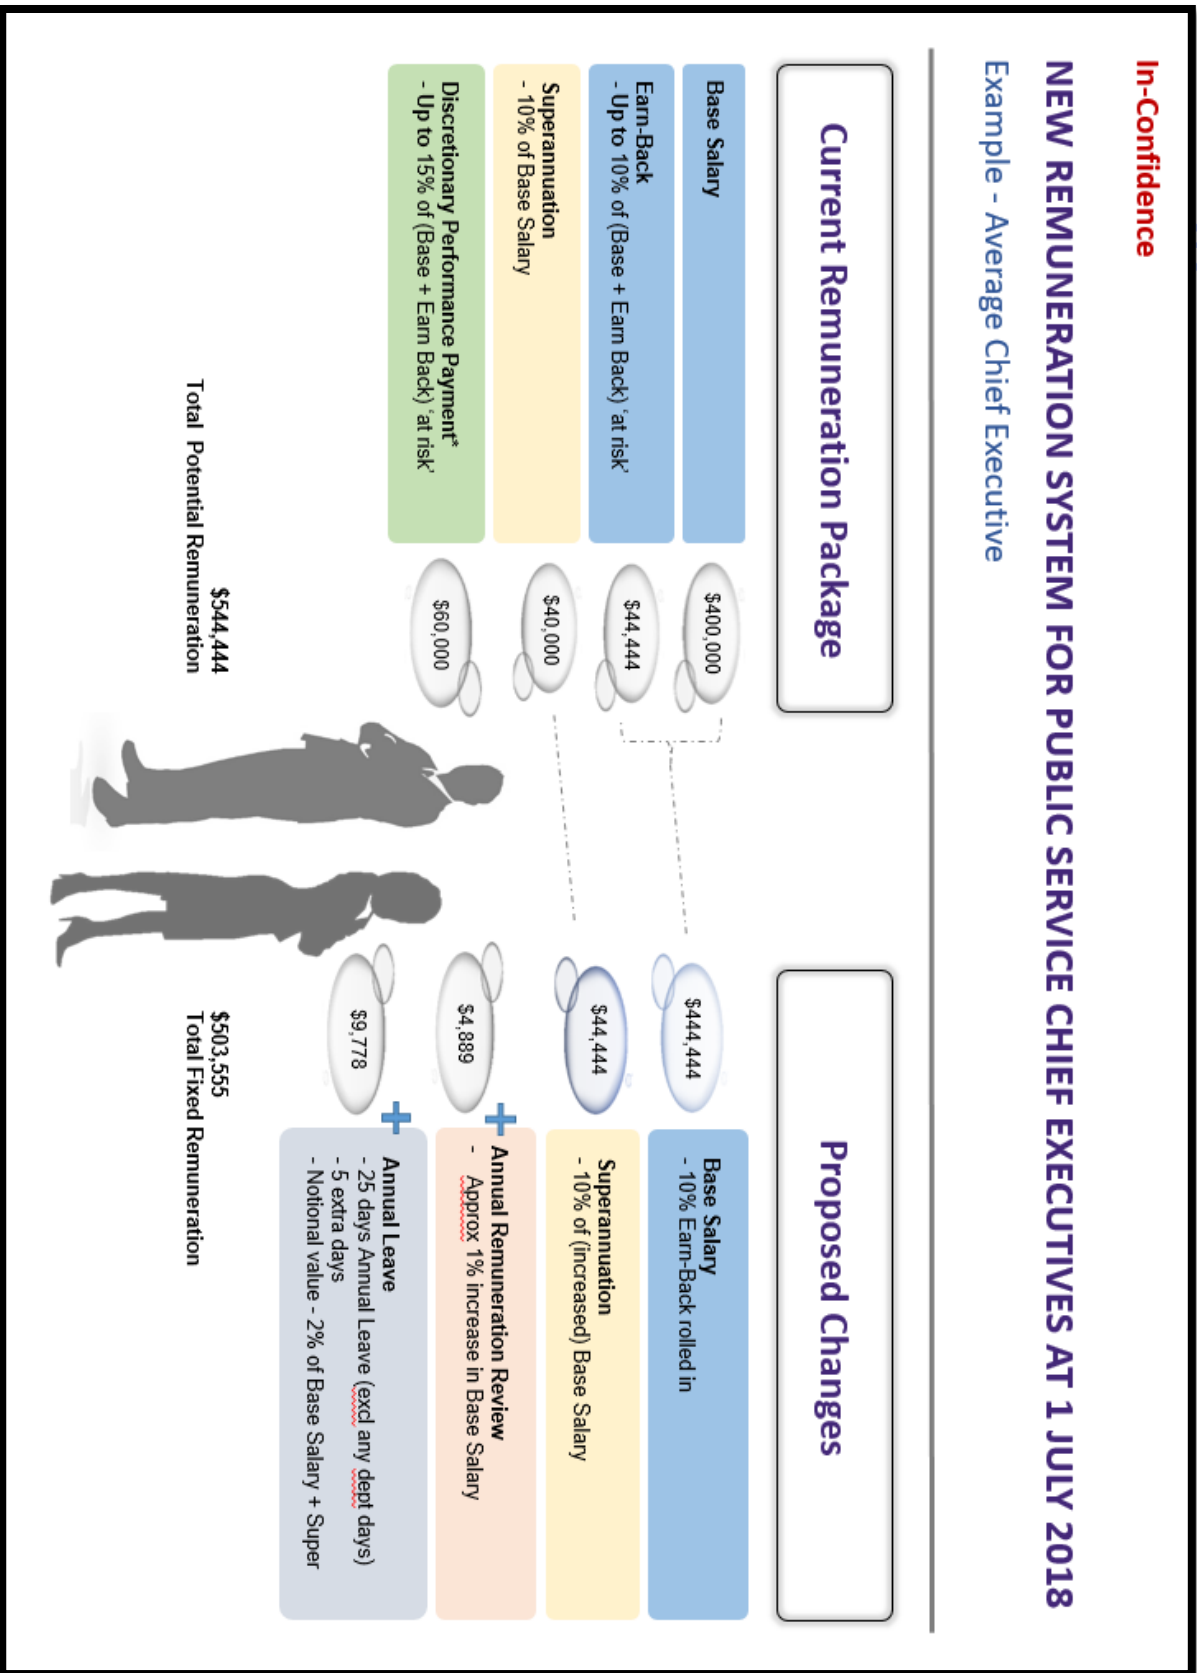 In-Confidence
NEW REMUNERATION SYSTEM FOR PUBLIC SERVICE CHIEF EXECUTIVES AT 1 JULY 2018
Example - Average Chief Executive
Current Remuneration Package
Base Salary
$400,000
Earn-Back
- Up to 10% of (Base + Earn Back) ‘at risk’
$44,444
Superannuation
- 10% of Base Salary
$40,000
Discretionary Performance Payment*
- Up to 15% of (Base + Earn Back) ‘at risk’
$60,000
$544,444
Total Potential Remuneration
Proposed Changes
$444,444
Base Salary
- 10% Earn-Back rolled in
$44,444
Superannuation
- 10% of (increased) Base Salary
$4,889
Annual Remuneration Review
- Approx 1% increase in Base Salary
$9,778
Annual Leave
- 25 days Annual Leave (excl any dept days)
- 5 extra days
- Notional value - 2% of Base Salary + Super
$503,555
Total Fixed Remuneration